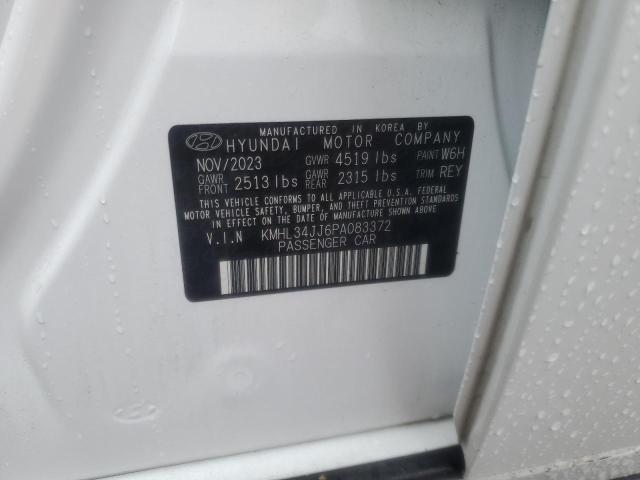 MANUFACTURED IN KOREA BY
HYUNDAI MOTOR COMPANY
NOV/2023 GVWR 4519 lbs PAINT W6H
GAWR FRONT 2513 lbs GAWR REAR 2315 lbs TRIM REY
THIS VEHICLE CONFORMS TO ALL APPLICABLE U.S.A. FEDERAL
MOTOR VEHICLE SAFETY, BUMPER, AND THEFT PREVENTION
STANDARDS IN EFFECT ON THE DATE OF MANUFACTURE SHOWN ABOVE.
V.I.N KMHL34JJ6PA083372
PASSENGER CAR